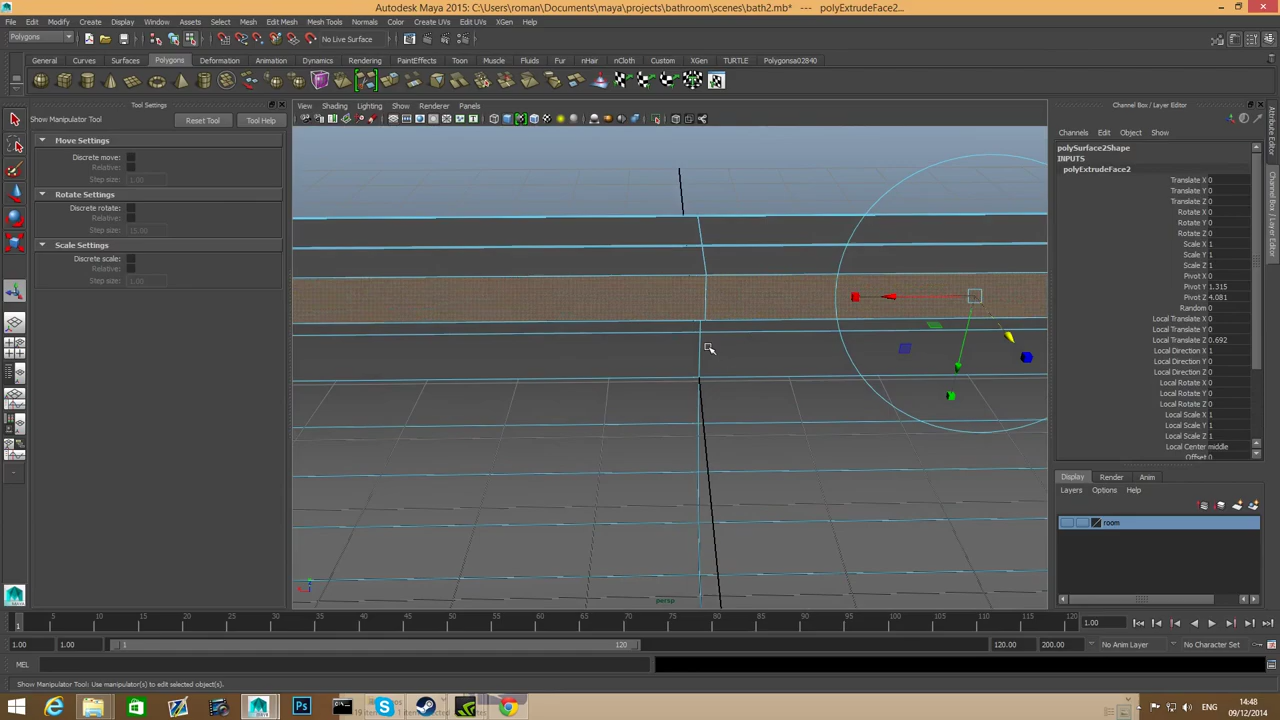 Autodesk Maya 2015: C:\Users\roman\Documents\maya\projects\bathroom\scenes\bath2.mb* --- polyExtrudeFace2...
File Edit Modify Create Display Window Assets Select Mesh Edit Mesh Mesh Tools Normals Color Create UVs Edit UVs XGen Help
Polygons
No Live Surface
General Curves Surfaces Polygons Deformation Animation Dynamics Rendering PaintEffects Toon Muscle Fluids Fur nHair nCloth Custom XGen TURTLE Polygonsa02840
Tool Settings
View Shading Lighting Show Renderer Panels
Channel Box / Layer Editor
Show Manipulator Tool
Reset Tool
Tool Help
Channels Edit Object Show
Move Settings
Discrete move:
Relative:
Step size: 1.00
Rotate Settings
Discrete rotate:
Relative:
Step size: 15.00
Scale Settings
Discrete scale:
Relative:
Step size: 1.00
persp
polySurface2Shape
INPUTS
polyExtrudeFace2
Translate X 0
Translate Y 0
Translate Z 0
Rotate X 0
Rotate Y 0
Rotate Z 0
Scale X 1
Scale Y 1
Scale Z 1
Pivot X 0
Pivot Y 1.315
Pivot Z 4.081
Random 0
Local Translate X 0
Local Translate Y 0
Local Translate Z 0.692
Local Direction X 1
Local Direction Y 0
Local Direction Z 0
Local Rotate X 0
Local Rotate Y 0
Local Rotate Z 0
Local Scale X 1
Local Scale Y 1
Local Scale Z 1
Local Center middle
Offset 0
Attribute Editor
Channel Box / Layer Editor
Display Render Anim
Layers Options Help
room
1 5 10 15 20 25 30 35 40 45 50 55 60 65 70 75 80 85 90 95 100 105 110 115 120
1.00
1.00 1.00 1 120 120.00 200.00 No Anim Layer No Character Set
MEL
Show Manipulator Tool: Use manipulator(s) to edit selected object(s).
ENG
14:48
09/12/2014